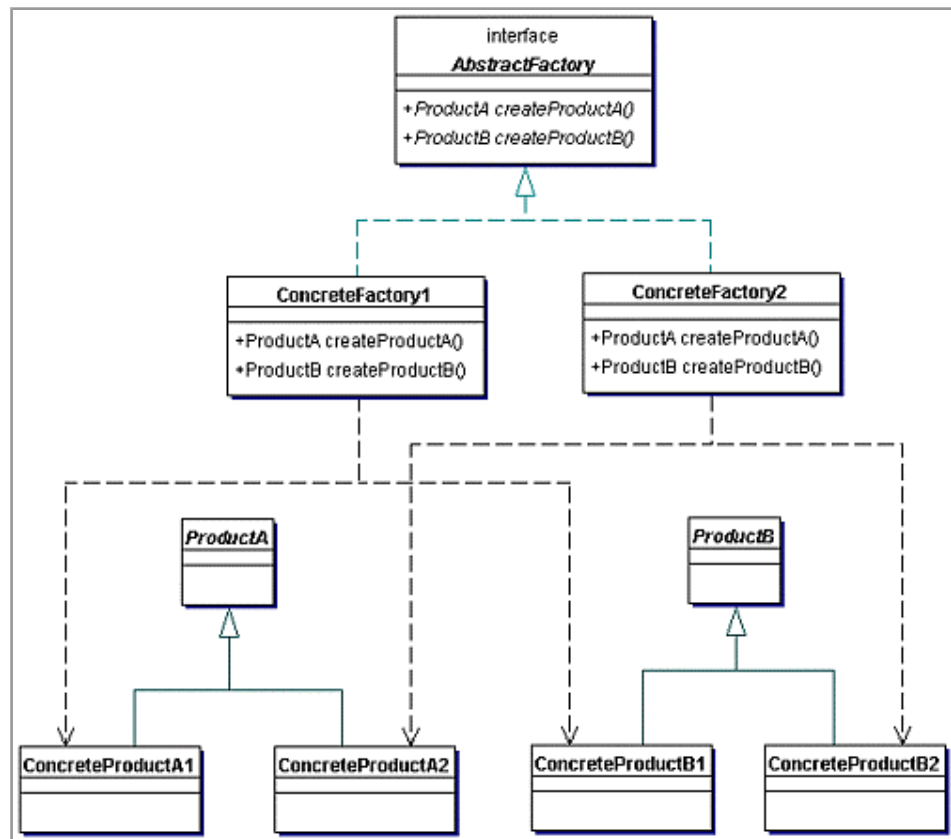 interface
AbstractFactory
+ProductA createProductA()
+ProductB createProductB()
ConcreteFactory1
+ProductA createProductA()
+ProductB createProductB()
ConcreteFactory2
+ProductA createProductA()
+ProductB createProductB()
ProductA
ProductB
ConcreteProductA1
ConcreteProductA2
ConcreteProductB1
ConcreteProductB2